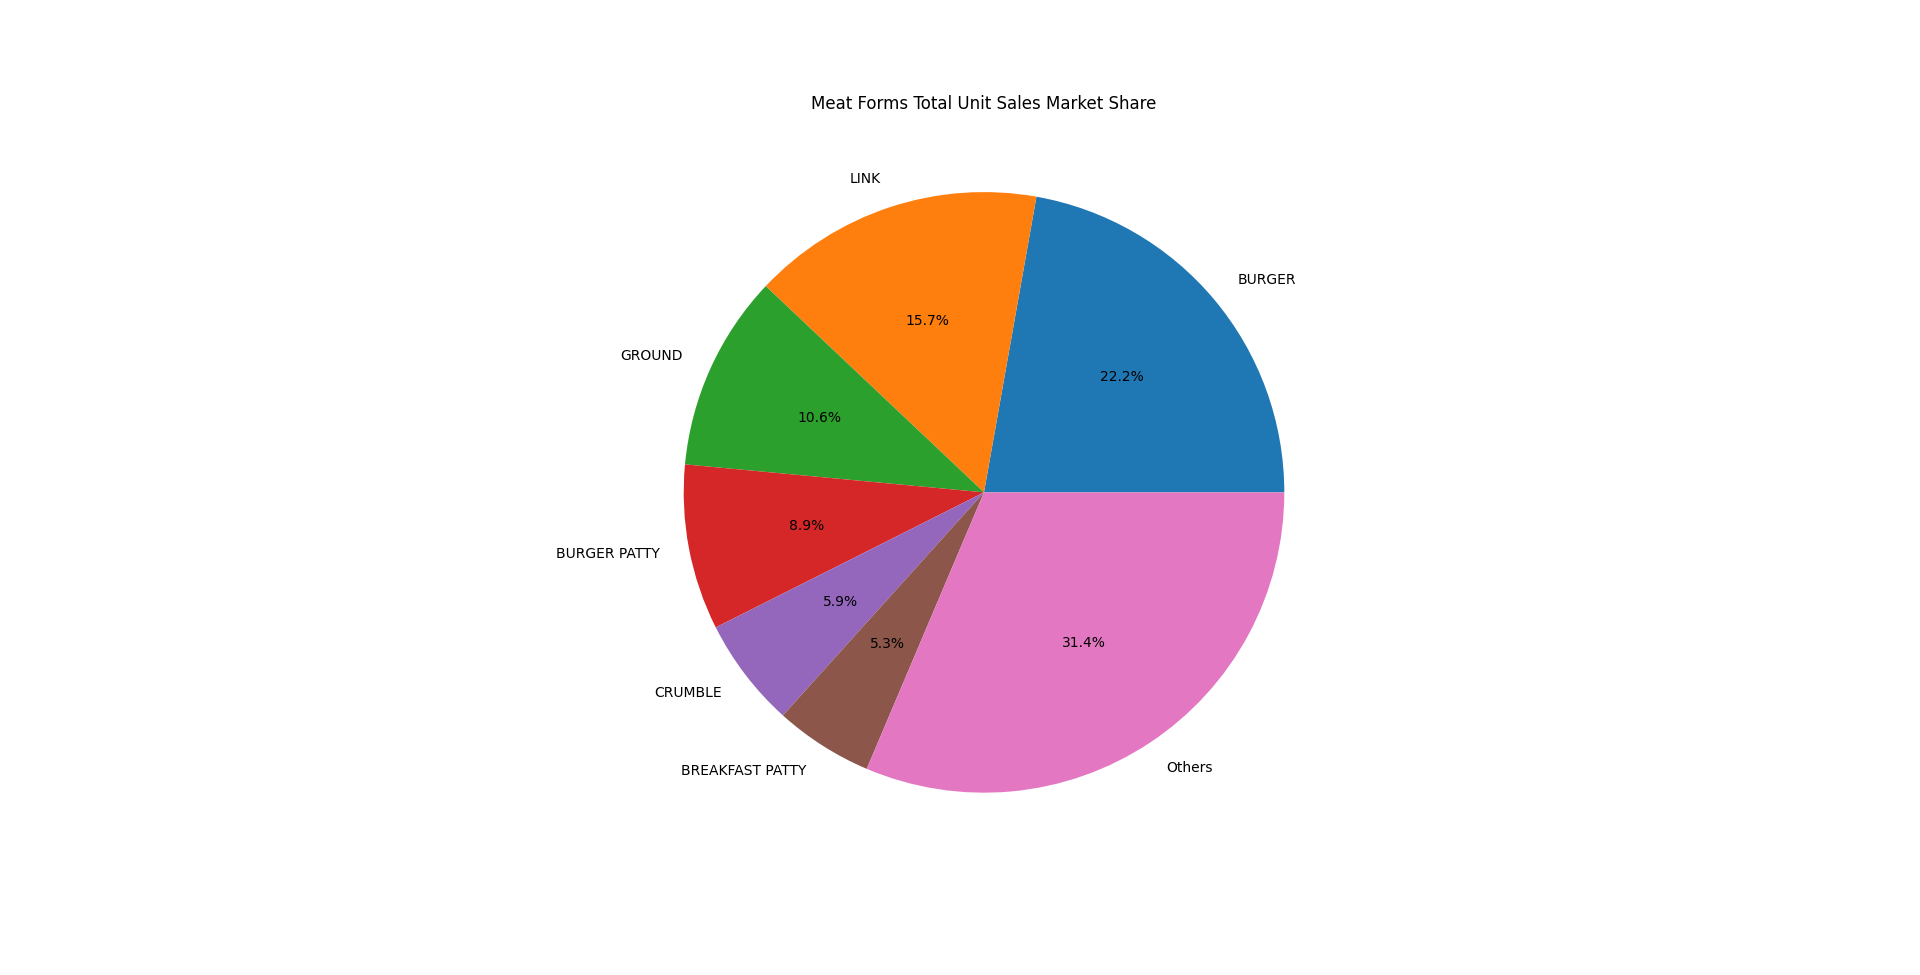 Meat Forms Total Unit Sales Market Share
LINK
BURGER
15.7%
GROUND
22.2%
10.6%
8.9%
BURGER PATTY
5.9%
5.3%
31.4%
CRUMBLE
BREAKFAST PATTY
Others